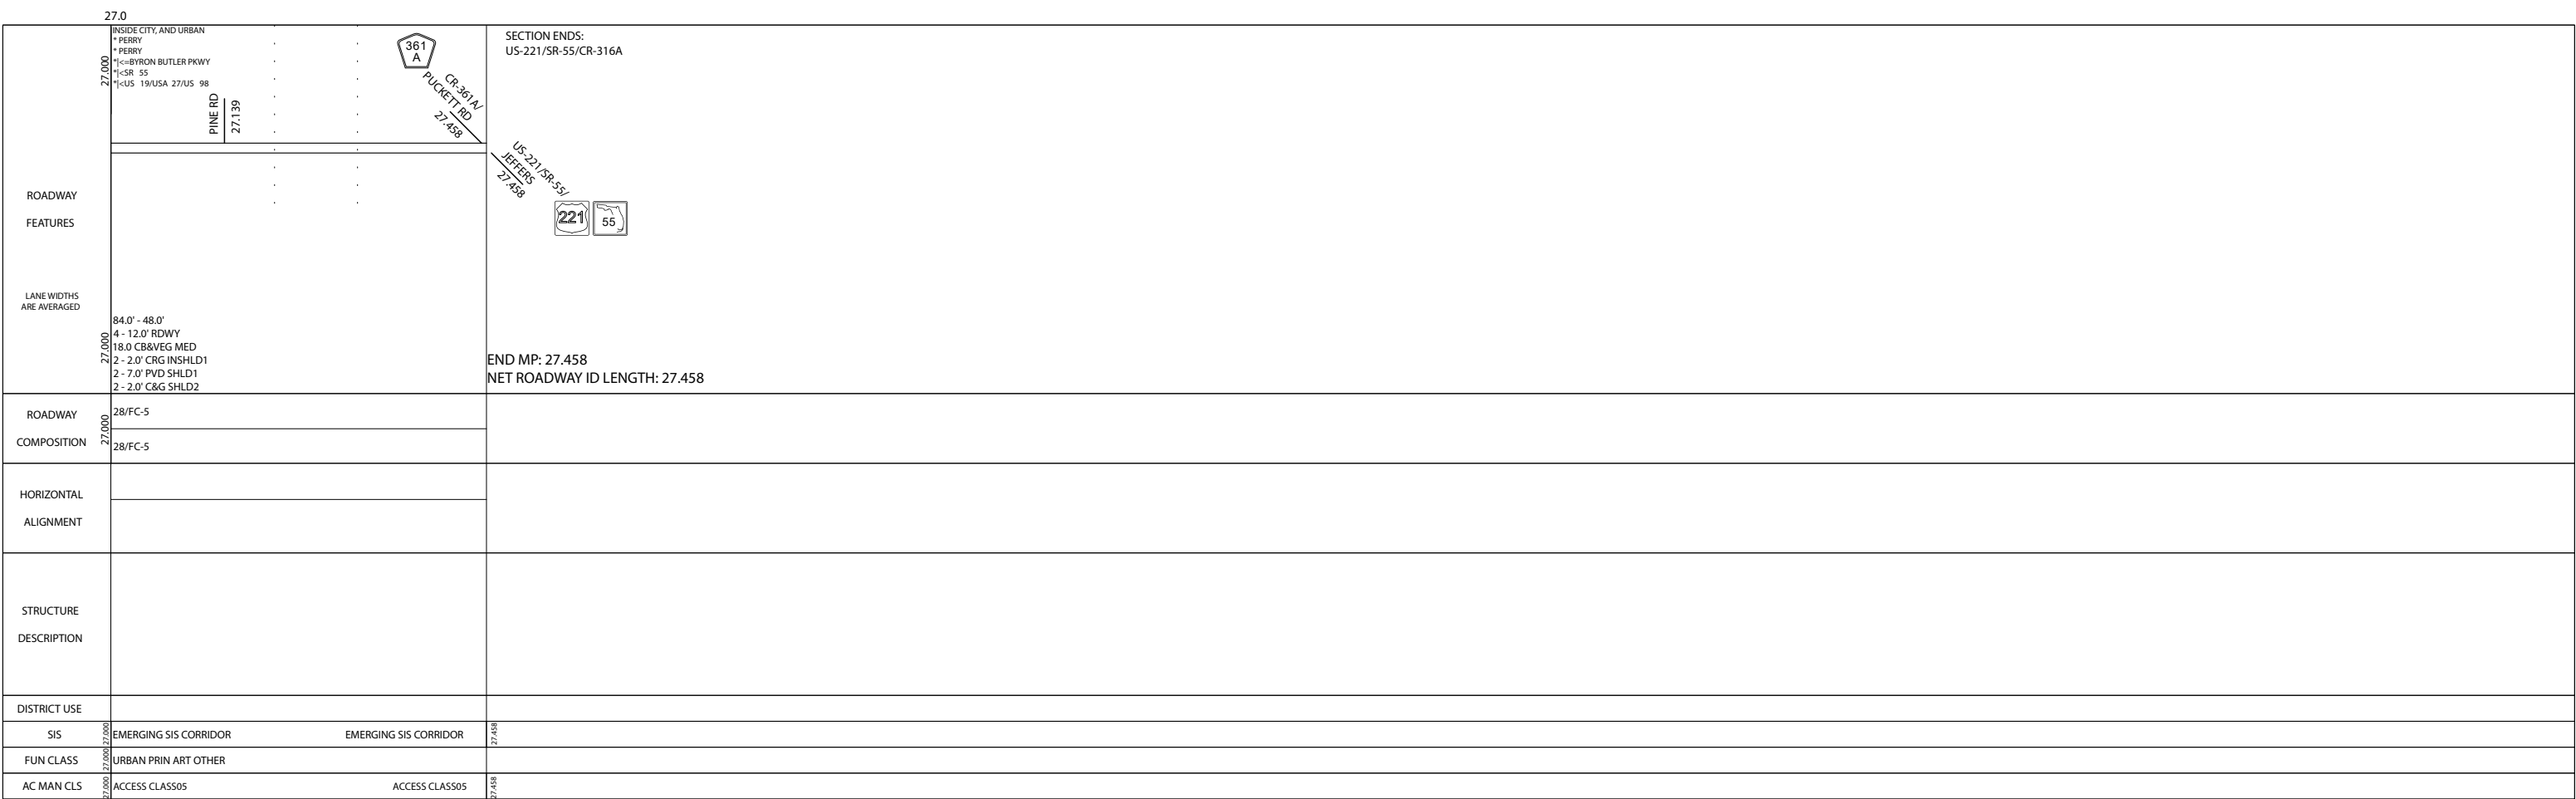 27.0
27.000
INSIDE CITY, AND URBAN
* PERRY
* PERRY
*|<=BYRON BUTLER PKWY
*|<SR 55
*|<US 19/USA 27/US 98
PINE RD
27.139
361
A
CR-361A/
PUCKETT RD
27.458
SECTION ENDS:
US-221/SR-55/CR-316A
US-221/SR-55/
JEFFERS
27.458
221
55
ROADWAY
FEATURES
LANE WIDTHS
ARE AVERAGED
27.000
84.0' - 48.0'
4 - 12.0' RDWY
18.0 CB&VEG MED
2 - 2.0' CRG INSHLD1
2 - 7.0' PVD SHLD1
2 - 2.0' C&G SHLD2
END MP: 27.458
NET ROADWAY ID LENGTH: 27.458
ROADWAY
COMPOSITION
27.000
28/FC-5
28/FC-5
HORIZONTAL
ALIGNMENT
STRUCTURE
DESCRIPTION
DISTRICT USE
SIS
27.000
EMERGING SIS CORRIDOR
EMERGING SIS CORRIDOR
27.458
FUN CLASS
27.000
URBAN PRIN ART OTHER
AC MAN CLS
27.000
ACCESS CLASS05
ACCESS CLASS05
27.458